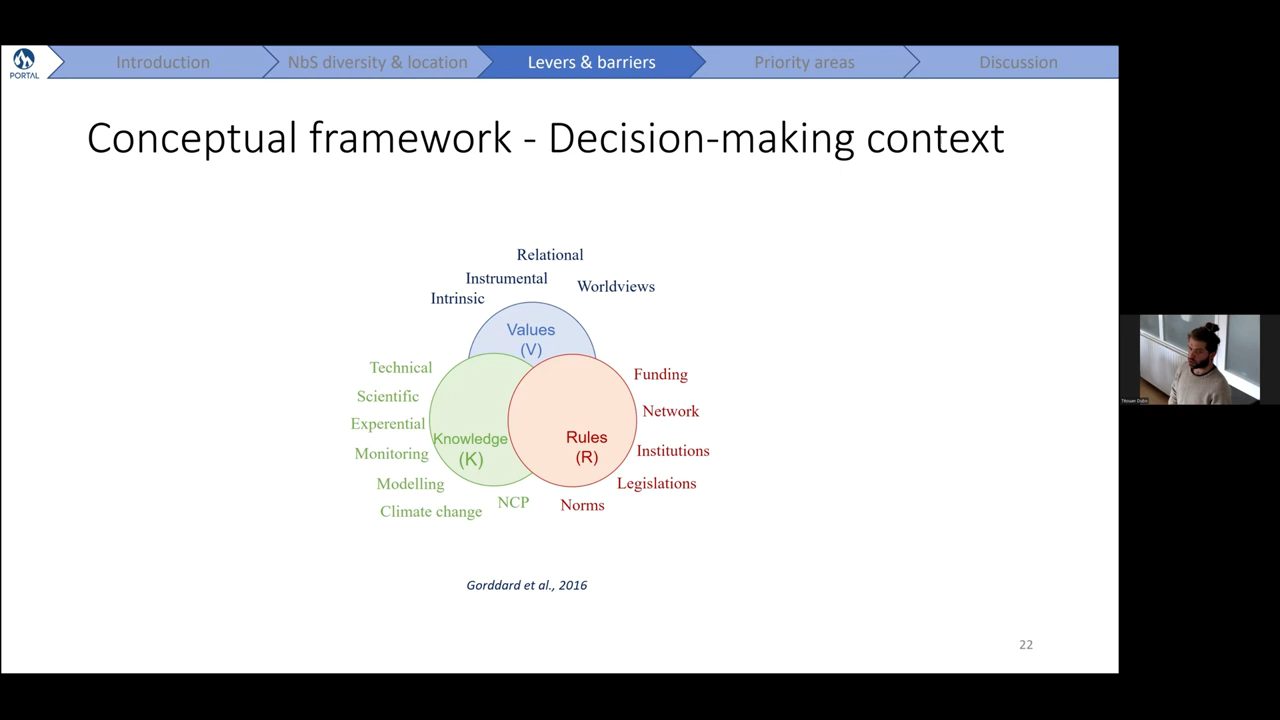 PORTAL
Introduction
NbS diversity & location
Levers & barriers
Priority areas
Discussion
Conceptual framework - Decision-making context
Relational
Instrumental
Worldviews
Intrinsic
Values
(V)
Technical
Scientific
Experential
Monitoring
Modelling
Climate change
NCP
Knowledge
(K)
Rules
(R)
Funding
Network
Institutions
Legislations
Norms
Gorddard et al., 2016
22